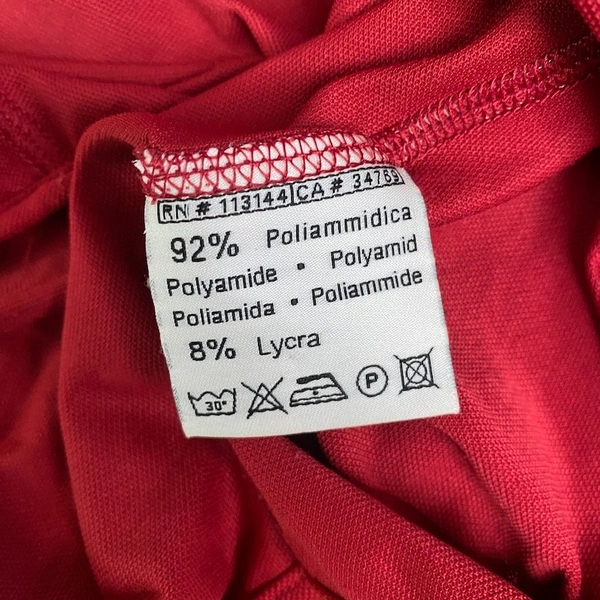 RN # 113144 CA # 34769
92% Poliammidica
Polyamide • Polyamid
Poliamida • Poliammide
8% Lycra
30° P